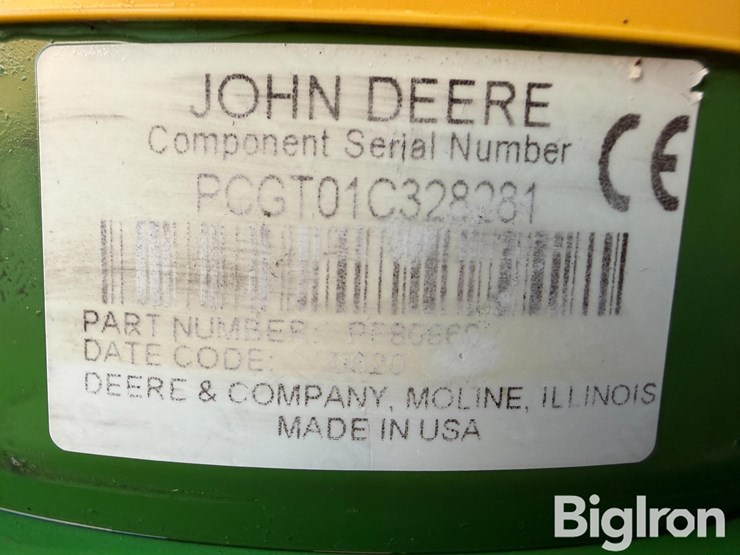 JOHN DEERE
Component Serial Number
CE
PCGT01C328281
PART NUMBER:
DATE CODE:
DEERE & COMPANY, MOLINE, ILLINOIS
MADE IN USA
BigIron